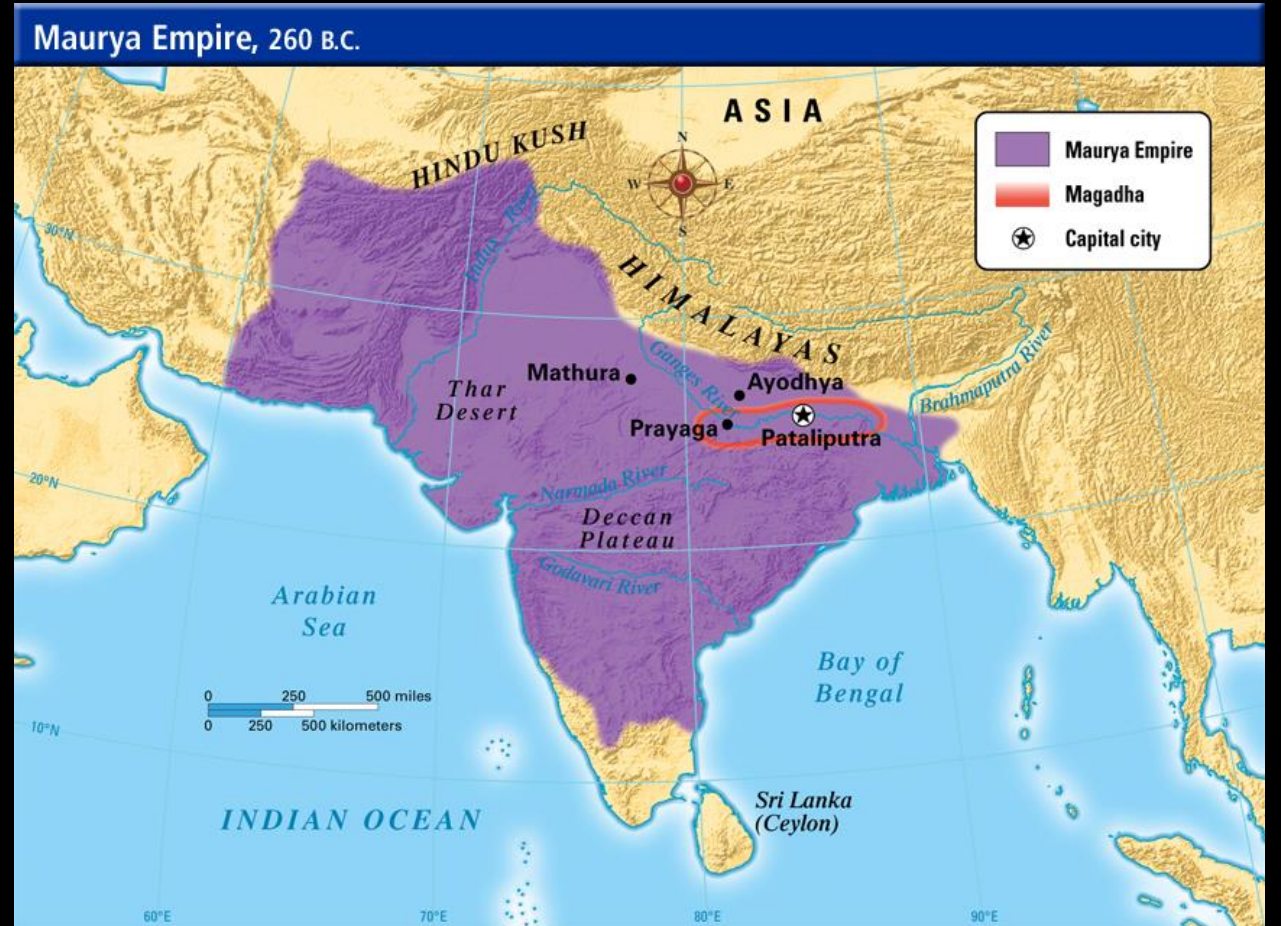 Maurya Empire, 260 B.C.
ASIA
Maurya Empire
Magadha
Capital city
HINDU KUSH
N
W
E
S
30°N
Indus River
HIMALAYAS
Ganges River
Brahmaputra River
Mathura
Ayodhya
Thar
Desert
Prayaga
Pataliputra
20°N
Narmada River
Deccan
Plateau
Godavari River
Arabian
Sea
Bay of
Bengal
0 250 500 miles
0 250 500 kilometers
10°N
Sri Lanka
(Ceylon)
INDIAN OCEAN
60°E
70°E
80°E
90°E